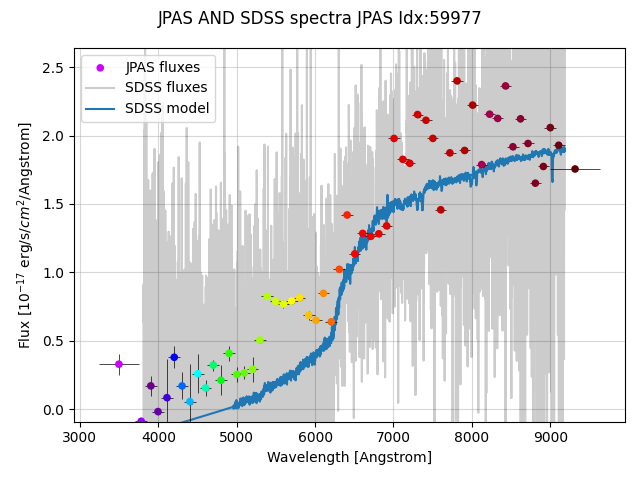 JPAS AND SDSS spectra JPAS Idx:59977
JPAS fluxes
SDSS fluxes
SDSS model
2.5
2.0
1.5
1.0
0.5
0.0
Flux [10⁻¹⁷ erg/s/cm²/Angstrom]
3000 4000 5000 6000 7000 8000 9000
Wavelength [Angstrom]